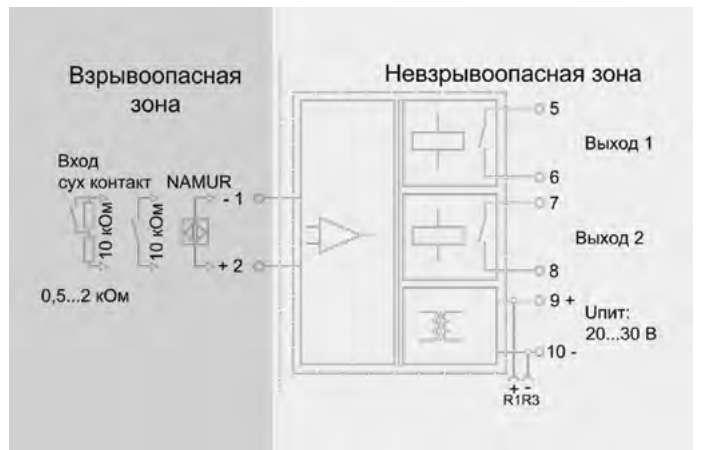 Взрывоопасная
зона
Невзрывоопасная зона
Вход
сух контакт
NAMUR
10 кОм
10 кОм
0,5...2 кОм
- 1
+ 2
5
6
Выход 1
7
8
Выход 2
9 +
10 -
Uпит:
20...30 В
+ -
R1R3